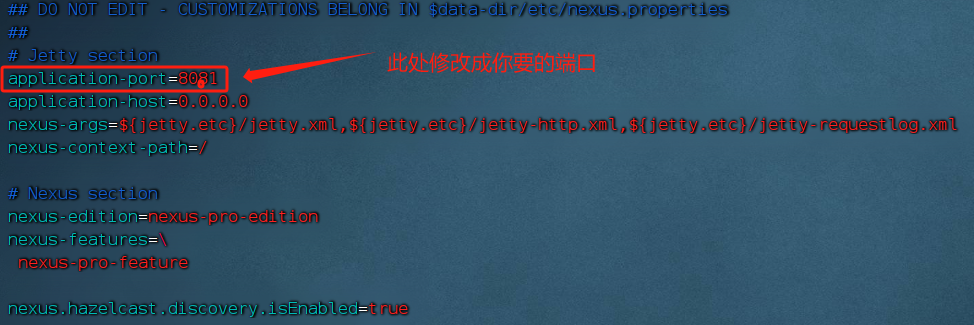 ## DO NOT EDIT - CUSTOMIZATIONS BELONG IN $data-dir/etc/nexus.properties
##
# Jetty section
application-port=8081
此处修改成你要的端口
application-host=0.0.0.0
nexus-args=${jetty.etc}/jetty.xml,${jetty.etc}/jetty-http.xml,${jetty.etc}/jetty-requestlog.xml
nexus-context-path=/
# Nexus section
nexus-edition=nexus-pro-edition
nexus-features=\
 nexus-pro-feature
nexus.hazelcast.discovery.isEnabled=true